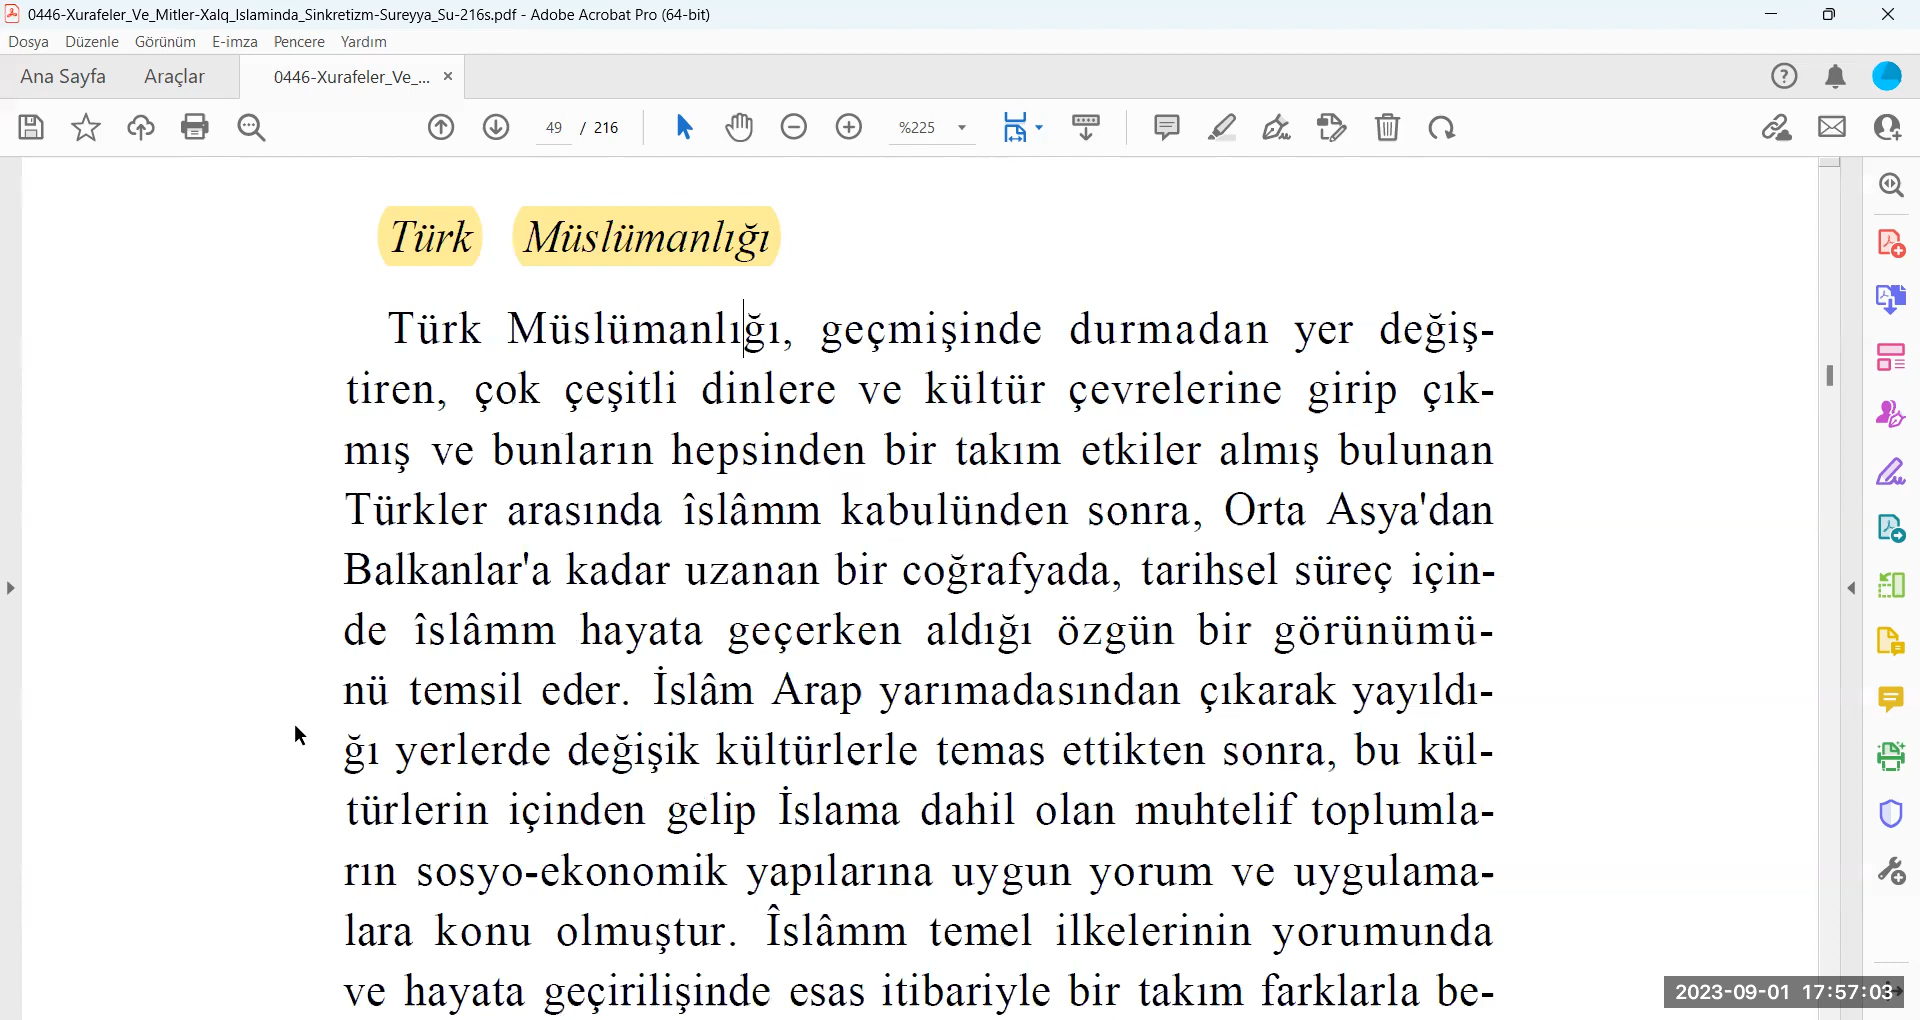 0446-Xurafeler_Ve_Mitler-Xalq_Islaminda_Sinkretizm-Sureyya_Su-216s.pdf - Adobe Acrobat Pro (64-bit)
Dosya Düzenle Görünüm E-imza Pencere Yardım
Ana Sayfa Araçlar 0446-Xurafeler_Ve_... ×
49 / 216 %225
Türk Müslümanlığı
Türk Müslümanlığı, geçmişinde durmadan yer değiş-
tiren, çok çeşitli dinlere ve kültür çevrelerine girip çık-
mış ve bunların hepsinden bir takım etkiler almış bulunan
Türkler arasında îslâmm kabulünden sonra, Orta Asya'dan
Balkanlar'a kadar uzanan bir coğrafyada, tarihsel süreç için-
de îslâmm hayata geçerken aldığı özgün bir görünümü-
nü temsil eder. İslâm Arap yarımadasından çıkarak yayıldı-
ğı yerlerde değişik kültürlerle temas ettikten sonra, bu kül-
türlerin içinden gelip İslama dahil olan muhtelif toplumla-
rın sosyo-ekonomik yapılarına uygun yorum ve uygulama-
lara konu olmuştur. Îslâmm temel ilkelerinin yorumunda
ve hayata geçirilişinde esas itibariyle bir takım farklarla be-
2023-09-01 17:57:03